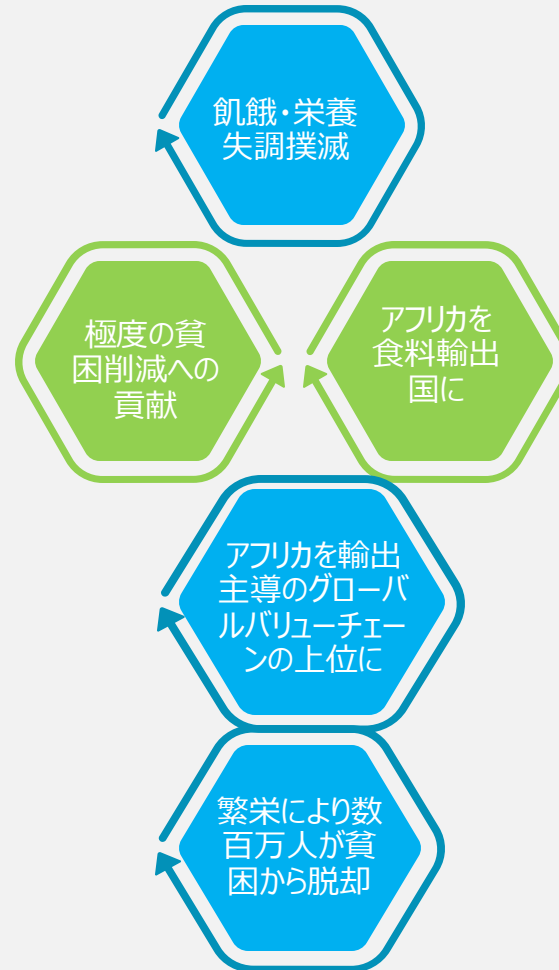 飢餓・栄養
失調撲滅
極度の貧
困削減への
貢献
アフリカを
食料輸出
国に
アフリカを輸出
主導のグローバ
ルバリューチェー
ンの上位に
繁栄により数
百万人が貧
困から脱却